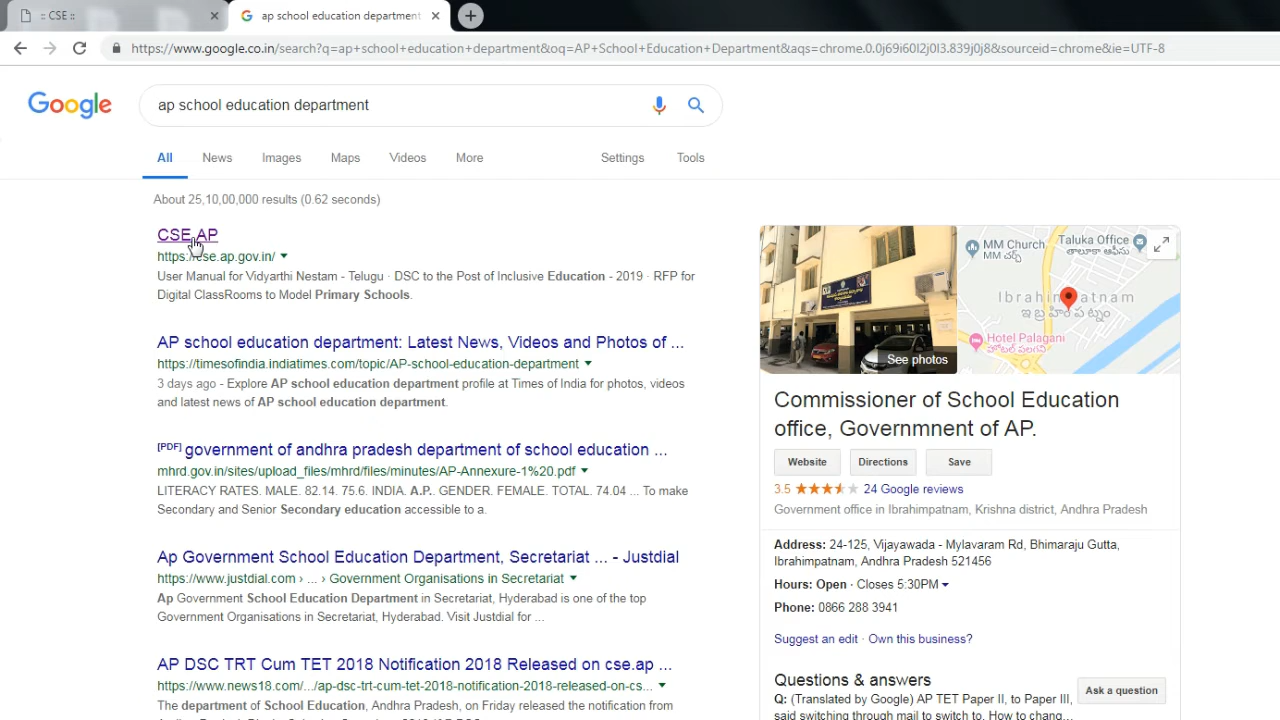 :: CSE ::
ap school education department
https://www.google.co.in/search?q=ap+school+education+department&oq=AP+School+Education+Department&aqs=chrome.0.0j69i60l2j0l3.839j0j8&sourceid=chrome&ie=UTF-8
Google
ap school education department
All News Images Maps Videos More Settings Tools
About 25,10,00,000 results (0.62 seconds)
CSE AP
https://cse.ap.gov.in/
User Manual for Vidyarthi Nestam - Telugu · DSC to the Post of Inclusive Education - 2019 · RFP for
Digital ClassRooms to Model Primary Schools.
AP school education department: Latest News, Videos and Photos of ...
https://timesofindia.indiatimes.com/topic/AP-school-education-department
3 days ago - Explore AP school education department profile at Times of India for photos, videos
and latest news of AP school education department.
[PDF] government of andhra pradesh department of school education ...
mhrd.gov.in/sites/upload_files/mhrd/files/minutes/AP-Annexure-1%20.pdf
LITERACY RATES. MALE. 82.14. 75.6. INDIA. A.P.. GENDER. FEMALE. TOTAL. 74.04 ... To make
Secondary and Senior Secondary education accessible to a.
Ap Government School Education Department, Secretariat ... - Justdial
https://www.justdial.com › ... › Government Organisations in Secretariat
Ap Government School Education Department in Secretariat, Hyderabad is one of the top
Government Organisations in Secretariat, Hyderabad. Visit Justdial for ...
AP DSC TRT Cum TET 2018 Notification 2018 Released on cse.ap ...
https://www.news18.com/.../ap-dsc-trt-cum-tet-2018-notification-2018-released-on-cs...
The department of School Education, Andhra Pradesh, on Friday released the notification from
See photos
MM Church
MM చర్చ
Taluka Office
తాలూకా ఆఫీసు
Ibrahimpatnam
ఇబ్రహీంపట్నం
Hotel Palagani
హోటల్ పలగాని
Commissioner of School Education
office, Governmnent of AP.
Website Directions Save
3.5 24 Google reviews
Government office in Ibrahimpatnam, Krishna district, Andhra Pradesh
Address: 24-125, Vijayawada - Mylavaram Rd, Bhimaraju Gutta,
Ibrahimpatnam, Andhra Pradesh 521456
Hours: Open · Closes 5:30PM
Phone: 0866 288 3941
Suggest an edit · Own this business?
Questions & answers
Ask a question
Q: (Translated by Google) AP TET Paper II, to Paper III,
said switching through mail to switch to. How to chang...